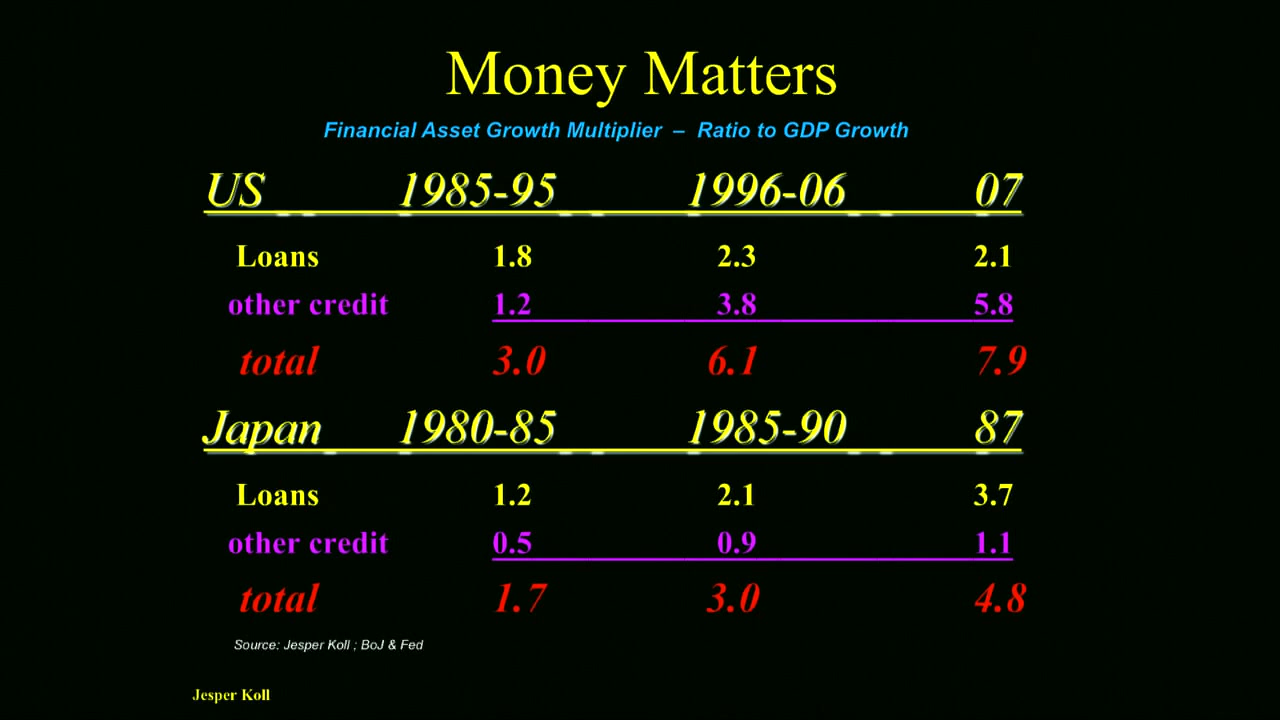 Money Matters
Financial Asset Growth Multiplier – Ratio to GDP Growth
US 1985-95 1996-06 07
Loans 1.8 2.3 2.1
other credit 1.2 3.8 5.8
total 3.0 6.1 7.9
Japan 1980-85 1985-90 87
Loans 1.2 2.1 3.7
other credit 0.5 0.9 1.1
total 1.7 3.0 4.8
Source: Jesper Koll ; BoJ & Fed
Jesper Koll